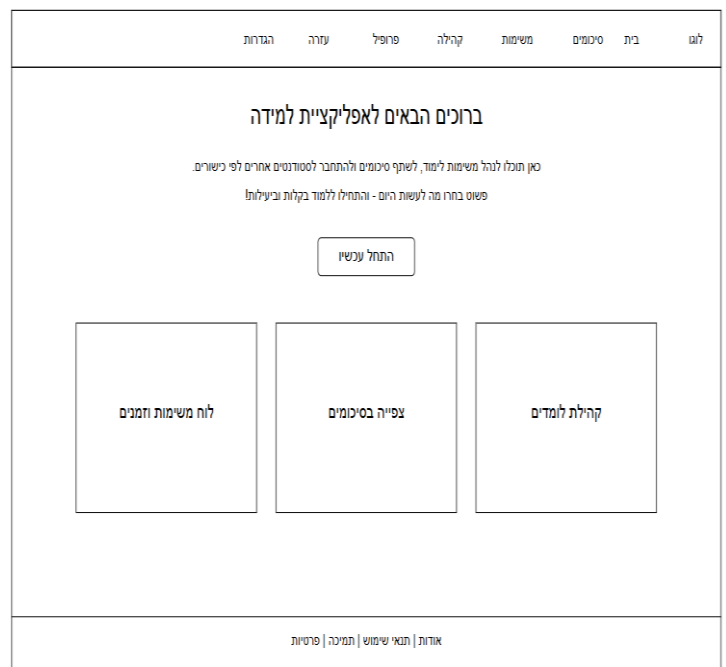 לוגו בית סיכומים משימות קהילה פרופיל עזרה הגדרות
ברוכים הבאים לאפליקציית למידה
כאן תוכלו לנהל משימות לימוד, לשתף סיכומים ולהתחבר לסטודנטים אחרים לפי כישורים.
פשוט בחרו מה לעשות היום - והתחילו ללמוד בקלות וביעילות!
התחל עכשיו
קהילת לומדים צפייה בסיכומים לוח משימות וזמנים
אודות | תנאי שימוש | תמיכה | פרטיות